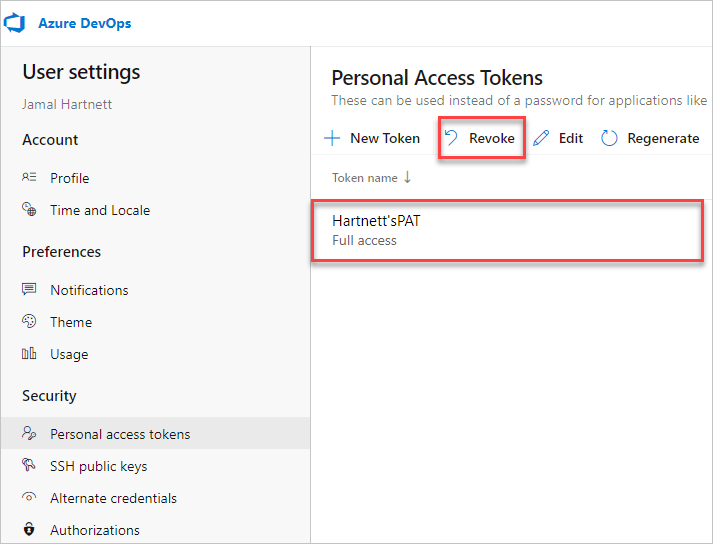 Azure DevOps
User settings
Jamal Hartnett
Account
Profile
Time and Locale
Preferences
Notifications
Theme
Usage
Security
Personal access tokens
SSH public keys
Alternate credentials
Authorizations
Personal Access Tokens
These can be used instead of a password for applications like
New Token Revoke Edit Regenerate
Token name ↓
Hartnett'sPAT
Full access